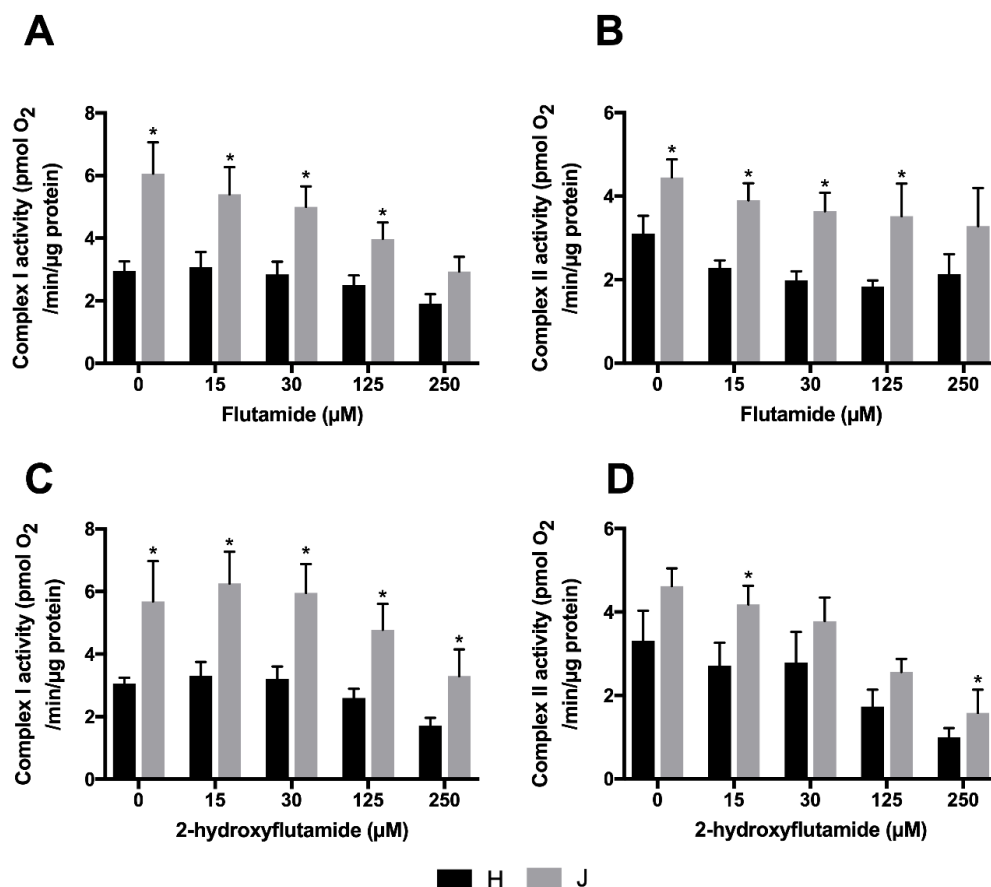 A
Complex I activity (pmol O2
/min/µg protein)
8
6
4
2
0
* * * *
0 15 30 125 250
Flutamide (µM)
B
Complex II activity (pmol O2
/min/µg protein)
6
4
2
0
* * * *
0 15 30 125 250
Flutamide (µM)
C
Complex I activity (pmol O2
/min/µg protein)
8
6
4
2
0
* * * * *
0 15 30 125 250
2-hydroxyflutamide (µM)
D
Complex II activity (pmol O2
/min/µg protein)
6
4
2
0
* *
0 15 30 125 250
2-hydroxyflutamide (µM)
H J